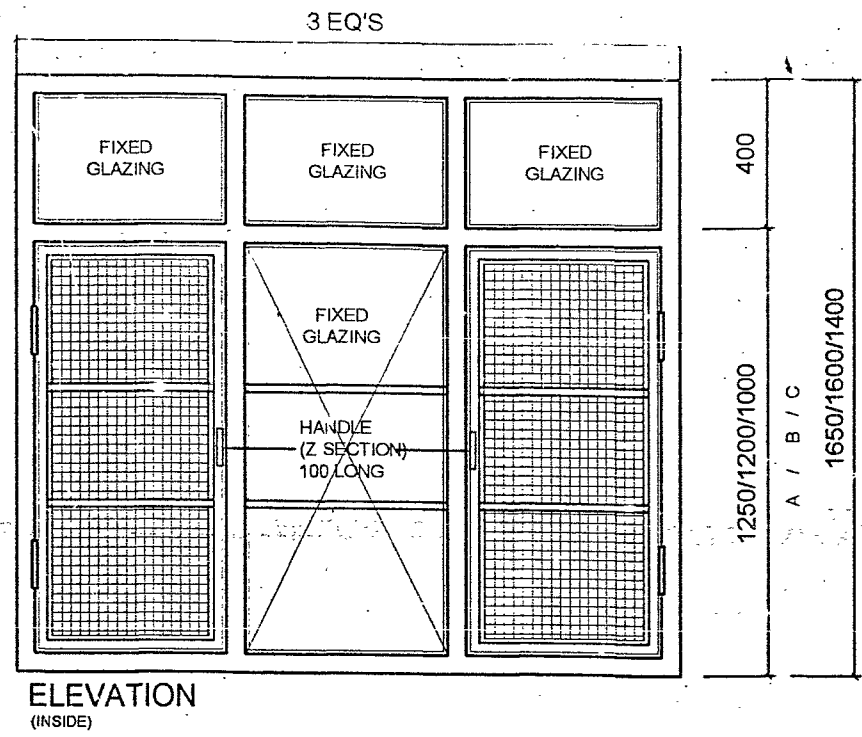 3 EQ'S
FIXED
GLAZING
FIXED
GLAZING
FIXED
GLAZING
400
FIXED
GLAZING
HANDLE
(Z SECTION)
100 LONG
1250/1200/1000
A / B / C
1650/1600/1400
ELEVATION
(INSIDE)